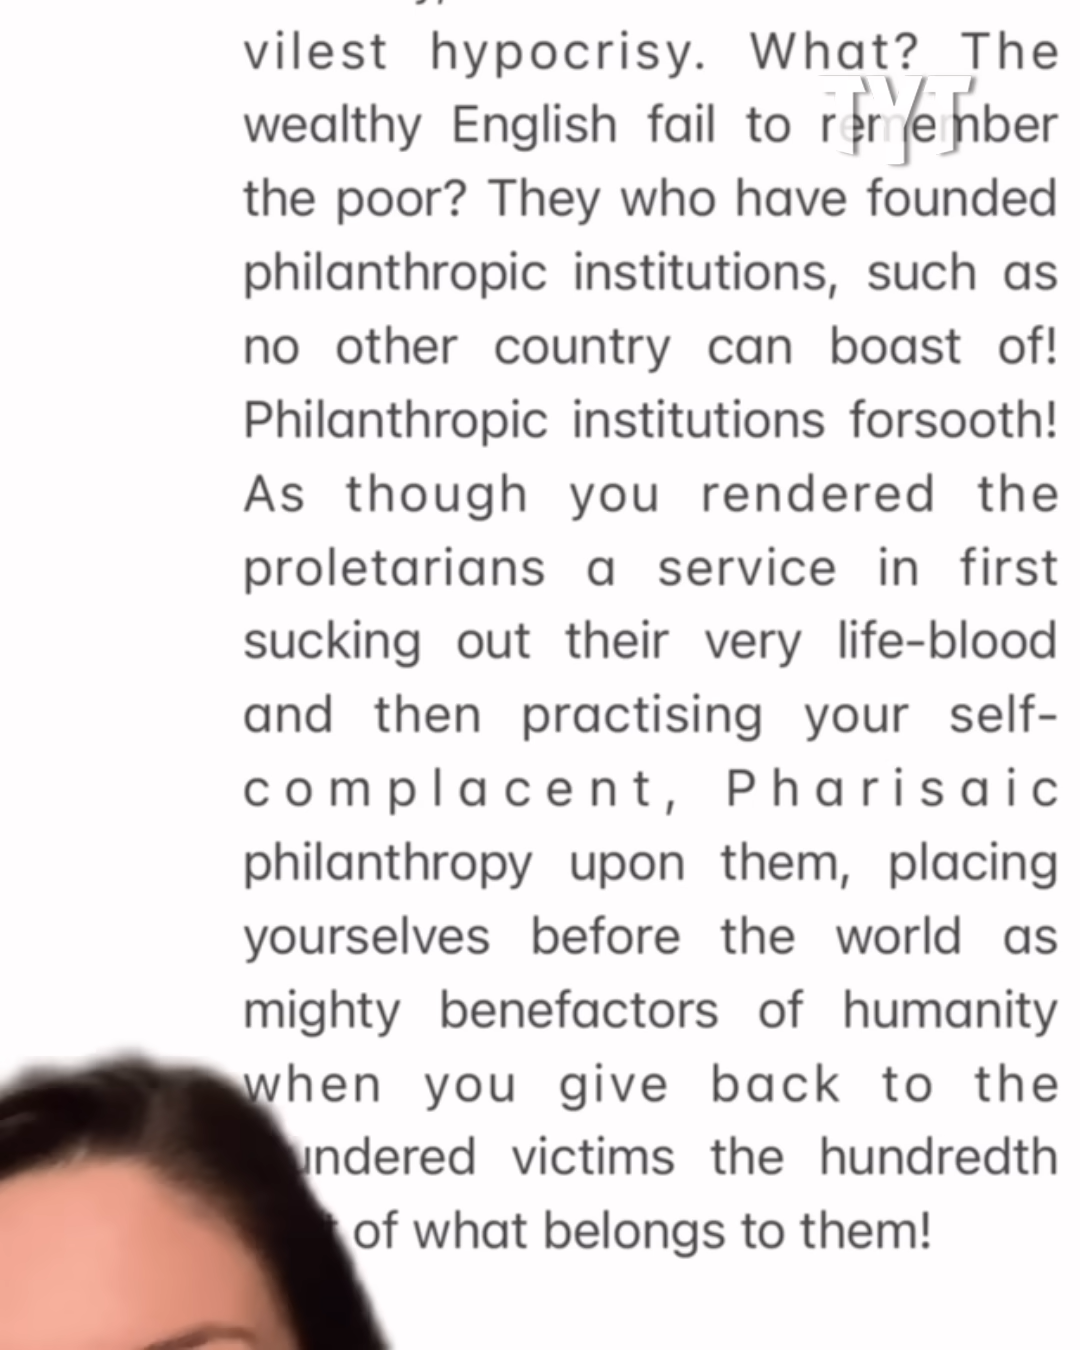 vilest hypocrisy. What? The
TYT
wealthy English fail to remember
the poor? They who have founded
philanthropic institutions, such as
no other country can boast of!
Philanthropic institutions forsooth!
As though you rendered the
proletarians a service in first
sucking out their very life-blood
and then practising your self-
complacent, Pharisaic
philanthropy upon them, placing
yourselves before the world as
mighty benefactors of humanity
when you give back to the
victims the hundredth
of what belongs to them!